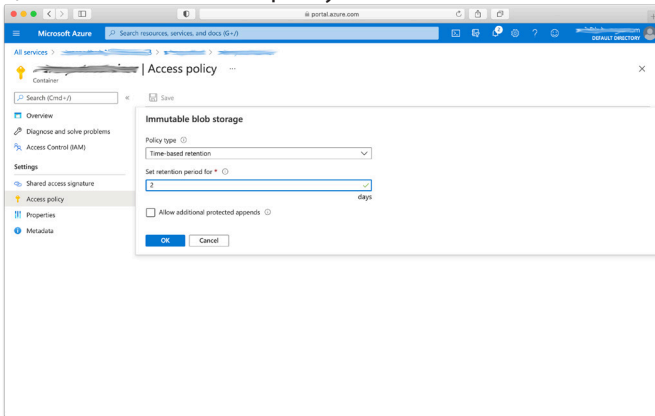 portal.azure.com
Microsoft Azure
Search resources, services, and docs (G+/)
DEFAULT DIRECTORY
All services >
| Access policy ...
Container
Search (Cmd+/)
Save
Overview
Diagnose and solve problems
Access Control (IAM)
Settings
Shared access signature
Access policy
Properties
Metadata
Immutable blob storage
Policy type
Time-based retention
Set retention period for *
2
days
Allow additional protected appends
OK
Cancel